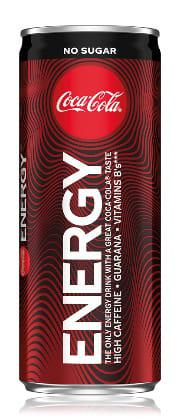 NO SUGAR
Coca-Cola®
ENERGY
THE ONLY ENERGY DRINK WITH A GREAT COCA-COLA® TASTE
HIGH CAFFEINE • GUARANA • VITAMINS B's***
ENERGY